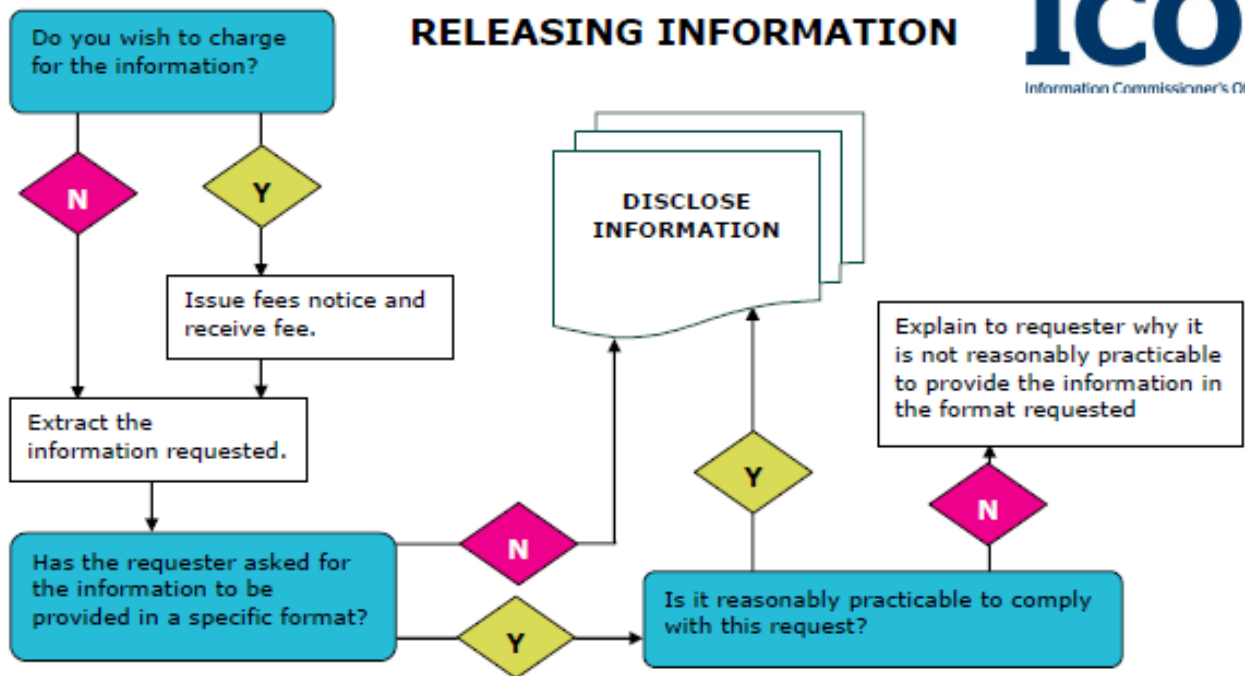 RELEASING INFORMATION
ICO
Information Commissioner's
Do you wish to charge
for the information?
N
Y
Issue fees notice and
receive fee.
Extract the
information requested.
Has the requester asked for
the information to be
provided in a specific format?
N
Y
DISCLOSE
INFORMATION
Is it reasonably practicable to comply
with this request?
Y
N
Explain to requester why it
is not reasonably practicable
to provide the information in
the format requested